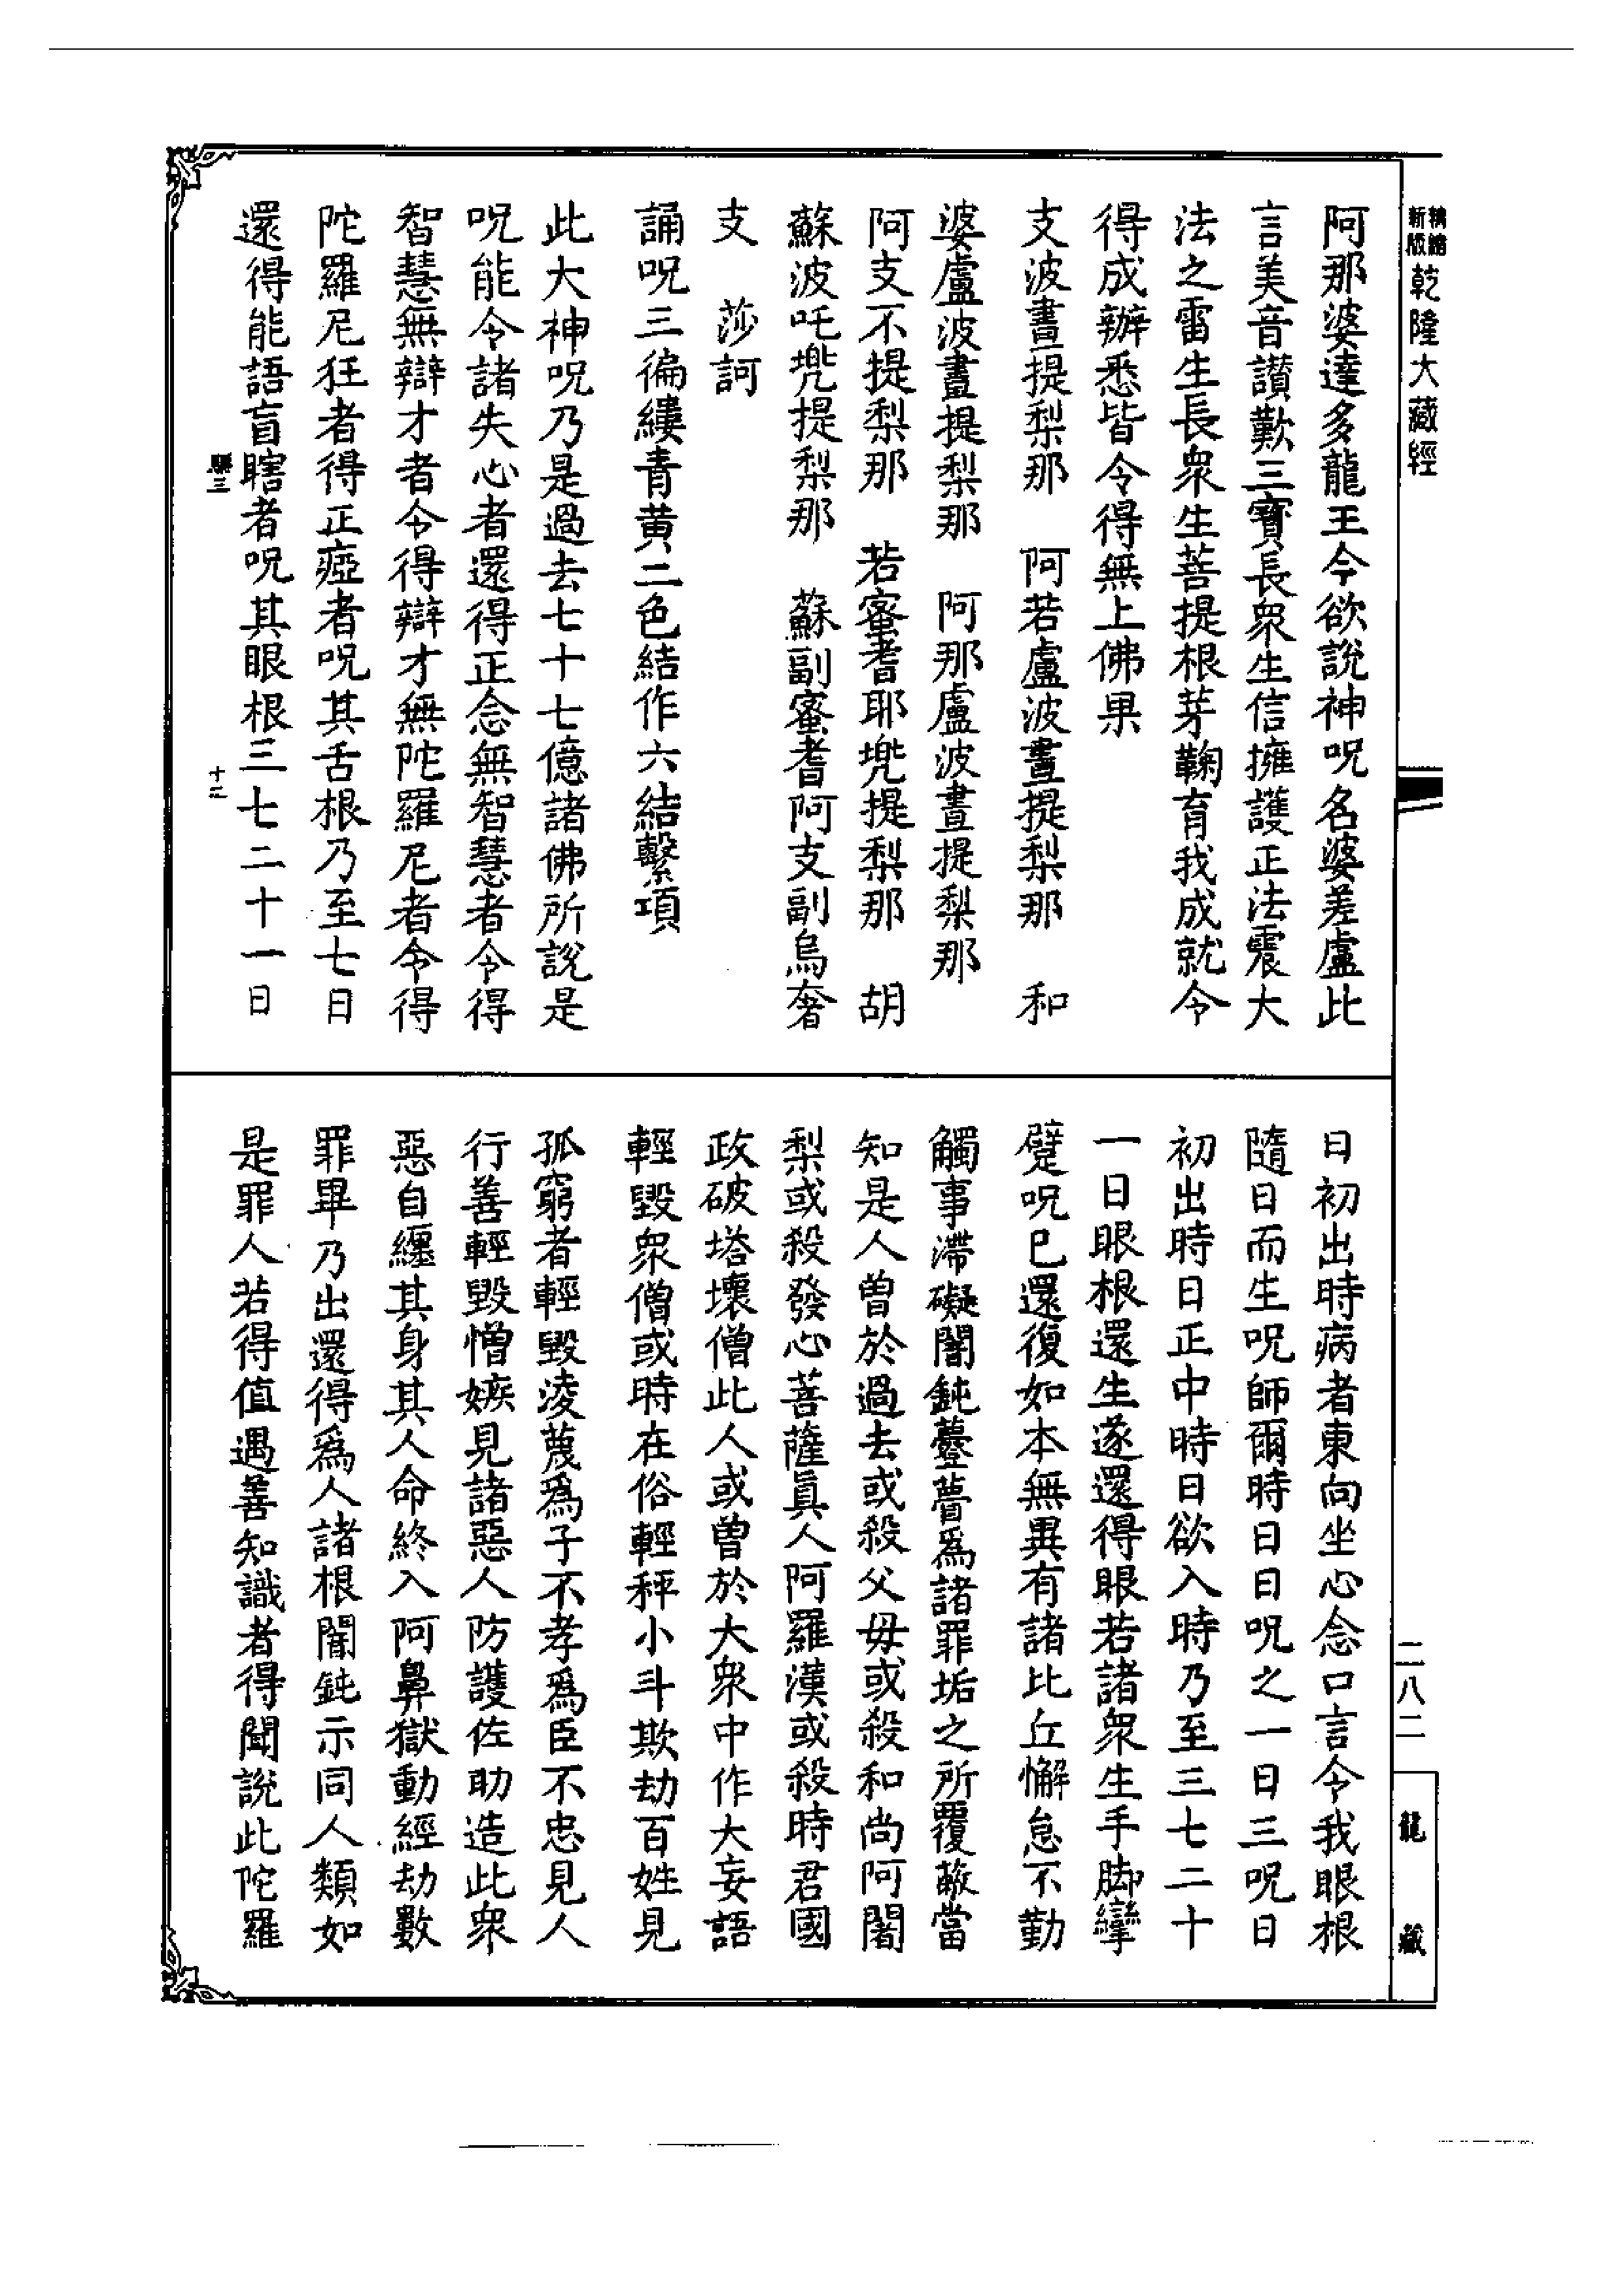 精縮新版乾隆大藏經
阿那婆達多龍王今欲說神呪名婆差盧此
言美音讃歎三寳長衆生信擁護正法震大
法之雷生長衆生菩提根芽鞠育我成就令
得成辦悉皆令得無上佛果
支波晝提梨那　阿若盧波晝提梨那　和
婆盧波晝提梨那　阿那盧波晝提梨那
阿支不提梨那　若蜜耆耶兠提梨那　胡
蘇波吒兠提梨那　蘇副蜜耆阿支副烏奢
支　莎訶
誦呪三徧縷青黃二色結作六結繫項
此大神呪乃是過去七十七億諸佛所說是
呪能令諸失心者還得正念無智慧者令得
智慧無辯才者令得辯才無陀羅尼者令得
陀羅尼狂者得正瘂者呪其舌根乃至七日
還得能語盲瞎者呪其眼根三七二十一日
日初出時病者東向坐心念口言令我眼根
隨日而生呪師爾時日日呪之一日三呪日
初出時日正中時日欲入時乃至三七二十
一日眼根還生遂還得眼若諸衆生手脚攣
躄呪已還復如本無異有諸比丘懈怠不勤
觸事滯礙闇鈍薹瞢爲諸罪垢之所覆蔽當
知是人曽於過去或殺父毋或殺和尚阿闍
梨或殺發心菩薩眞人阿羅漢或殺時君國
政破塔壞僧此人或曽於大衆中作大妄語
輕毀衆僧或時在俗輕秤小斗欺劫百姓見
孤窮者輕毀淩蔑爲子不孝爲臣不忠見人
行善輕毀憎嫉見諸惡人防護佐助造此衆
惡自纏其身其人命終入阿鼻獄動經劫數
罪畢乃出還得爲人諸根闇鈍示同人類如
是罪人若得值遇善知識者得聞說此陀羅
二八二
龍藏